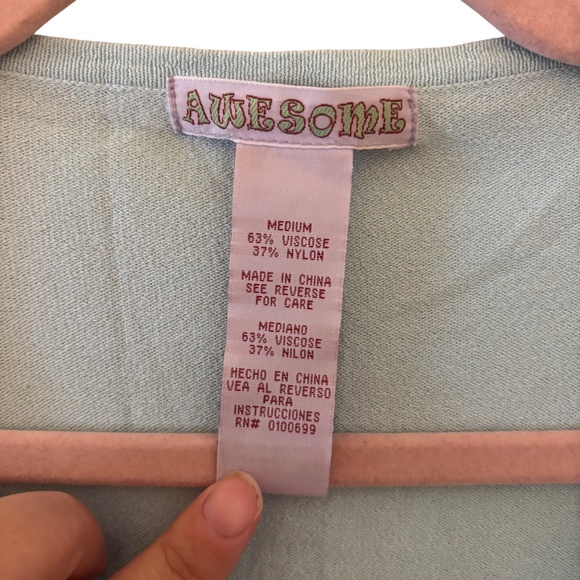 AWESOME
MEDIUM
63% VISCOSE
37% NYLON
MADE IN CHINA
SEE REVERSE
FOR CARE
MEDIANO
63% VISCOSE
37% NILON
HECHO EN CHINA
VEA AL REVERSO
PARA
INSTRUCCIONES
RN# 0100699